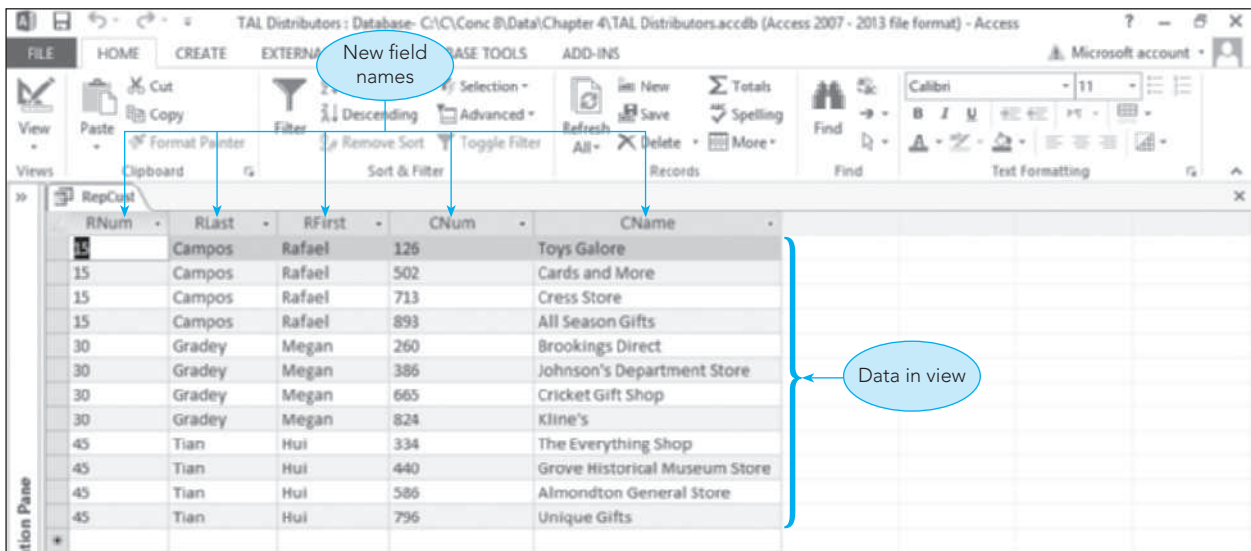 TAL Distributors : Database- C:\C\Conc 8\Data\Chapter 4\TAL Distributors.accdb (Access 2007 - 2013 file format) - Access
FILE HOME CREATE EXTERNA BASE TOOLS ADD-INS Microsoft account
New field
names
View
Views
Paste
Cut
Copy
Format Painter
Clipboard
Filter
Descending
Remove Sort
Selection
Advanced
Toggle Filter
Sort & Filter
Refresh
All
New
Save
Delete
Totals
Spelling
More
Records
Find
Find
Calibri 11
B I U
A
Text Formatting
RepCust
RNum RLast RFirst CNum CName
15 Campos Rafael 126 Toys Galore
15 Campos Rafael 502 Cards and More
15 Campos Rafael 713 Cress Store
15 Campos Rafael 893 All Season Gifts
30 Gradey Megan 260 Brookings Direct
30 Gradey Megan 386 Johnson's Department Store
30 Gradey Megan 665 Cricket Gift Shop
30 Gradey Megan 824 Kline's
45 Tian Hui 334 The Everything Shop
45 Tian Hui 440 Grove Historical Museum Store
45 Tian Hui 586 Almondton General Store
45 Tian Hui 796 Unique Gifts
Data in view
tion Pane